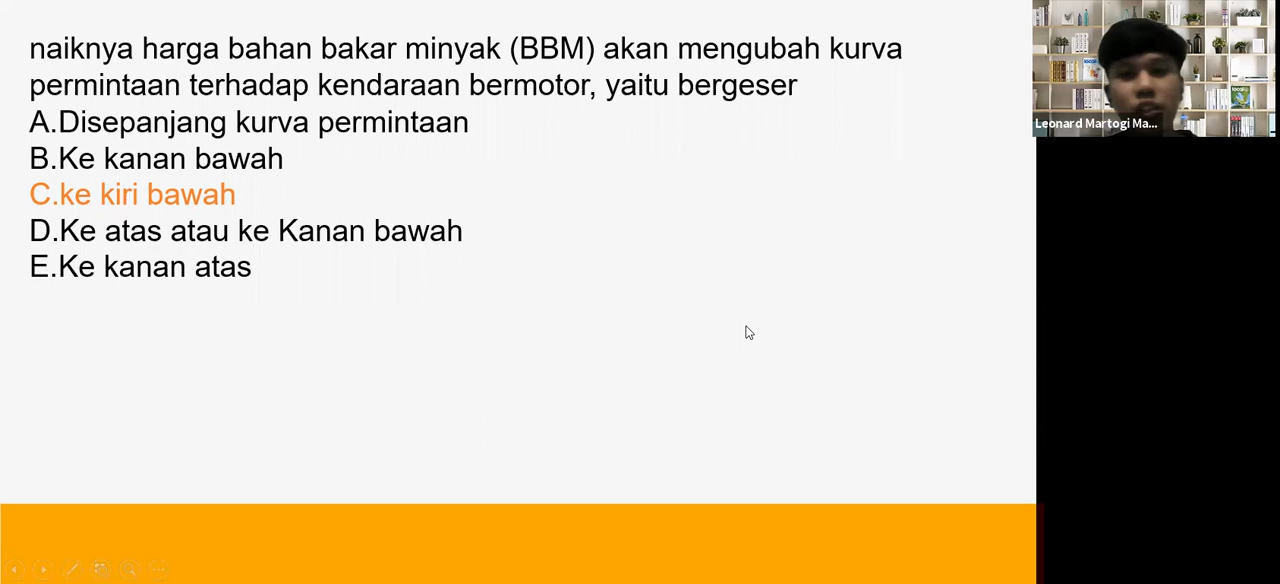 naiknya harga bahan bakar minyak (BBM) akan mengubah kurva
permintaan terhadap kendaraan bermotor, yaitu bergeser
A.Disepanjang kurva permintaan
B.Ke kanan bawah
C.ke kiri bawah
D.Ke atas atau ke Kanan bawah
E.Ke kanan atas
Leonard Martogi Ma...